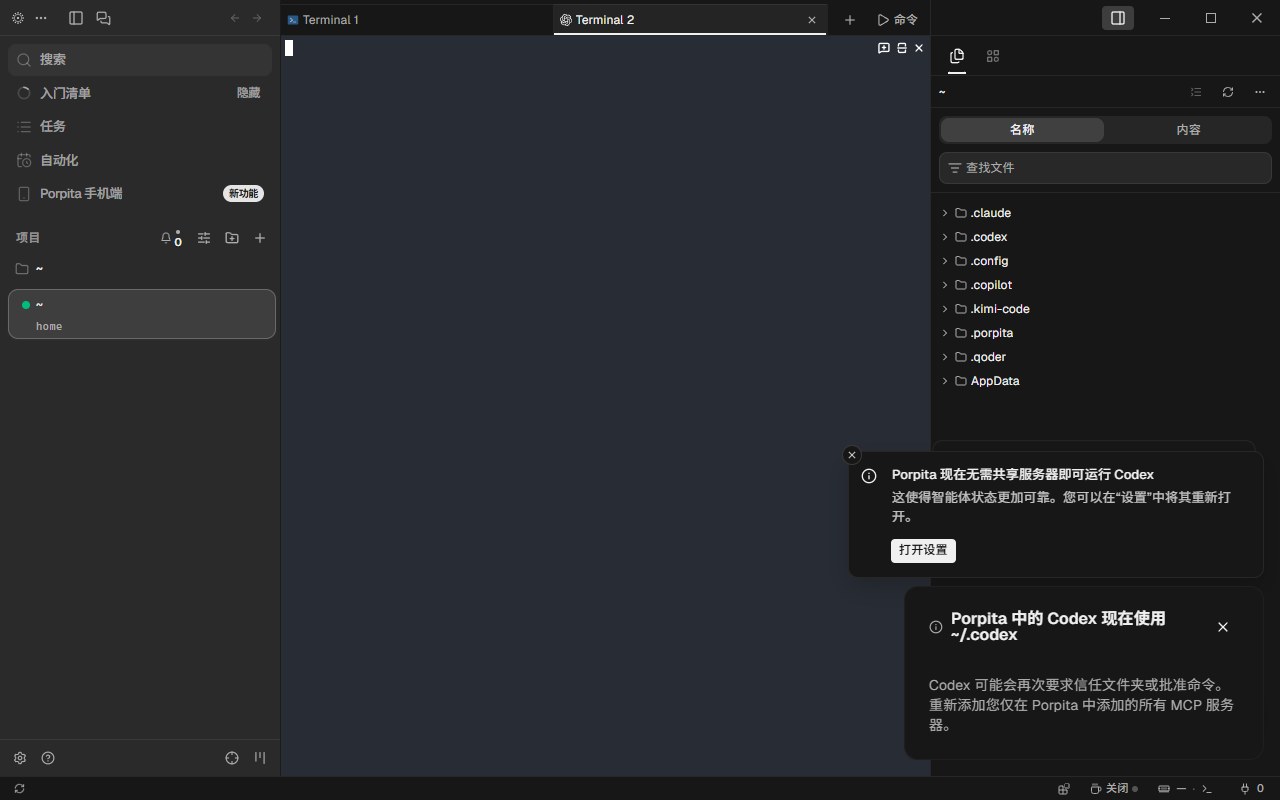 Terminal 1
Terminal 2
命令
搜索
入门清单
隐藏
任务
自动化
Porpita 手机端
新功能
项目
0
~
~
home
~
名称
内容
查找文件
.claude
.codex
.config
.copilot
.kimi-code
.porpita
.qoder
AppData
Porpita 现在无需共享服务器即可运行 Codex
这使得智能体状态更加可靠。您可以在“设置”中将其重新打
开。
打开设置
Porpita 中的 Codex 现在使用
~/.codex
Codex 可能会再次要求信任文件夹或批准命令。
重新添加您仅在 Porpita 中添加的所有 MCP 服务
器。
关闭
0